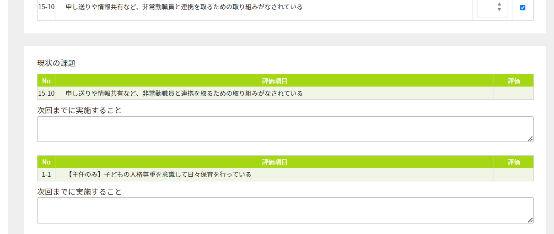 15-10 申し送りや情報共有など、非常勤職員と連携を取るための取り組みがなされている
現状の課題
No 評価項目 評価
15-10 申し送りや情報共有など、非常勤職員と連携を取るための取り組みがなされている
次回までに実施すること
No 評価項目 評価
1-1 【主任のみ】子どもの人格尊重を意識して日々保育を行っている
次回までに実施すること